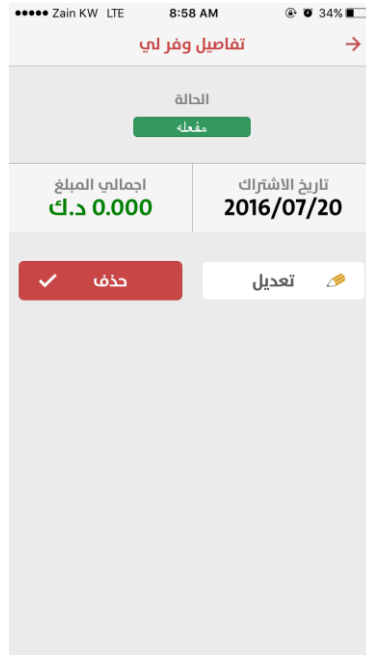 Zain KW LTE 8:58 AM 34%
تفاصيل وفر لي
الحالة
مفعله
تاريخ الاشتراك
2016/07/20
اجمالي المبلغ
0.000 د.ك
تعديل
حذف